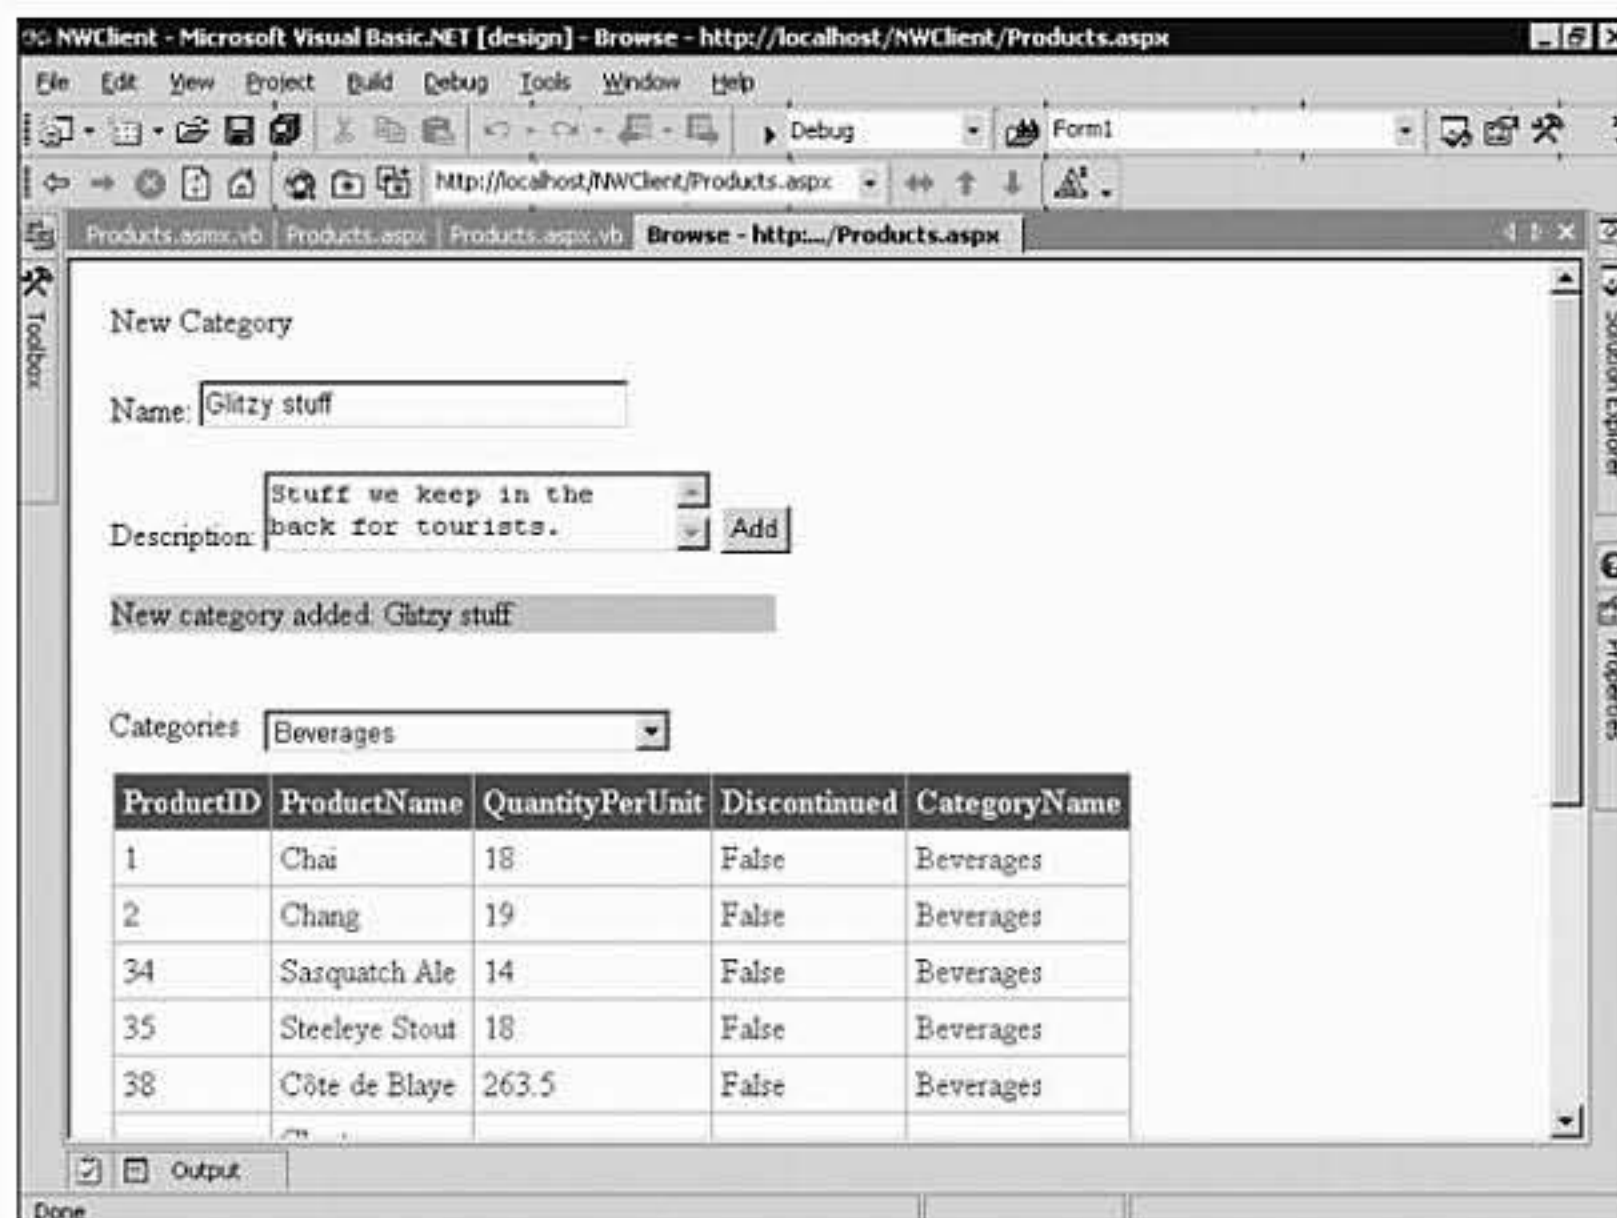 NWClient - Microsoft Visual Basic.NET [design] - Browse - http://localhost/NWClient/Products.aspx
File Edit View Project Build Debug Tools Window Help
Debug Form1
http://localhost/NWClient/Products.aspx
Products.asmx.vb Products.aspx Products.aspx.vb Browse - http:.../Products.aspx
Toolbox
Solution Explorer
Properties
New Category
Name: Glitzy stuff
Stuff we keep in the
back for tourists.
Description: Add
New category added: Glitzy stuff
Categories Beverages
ProductID ProductName QuantityPerUnit Discontinued CategoryName
1 Chai 18 False Beverages
2 Chang 19 False Beverages
34 Sasquatch Ale 14 False Beverages
35 Steeleye Stout 18 False Beverages
38 Côte de Blaye 263.5 False Beverages
Output
Done